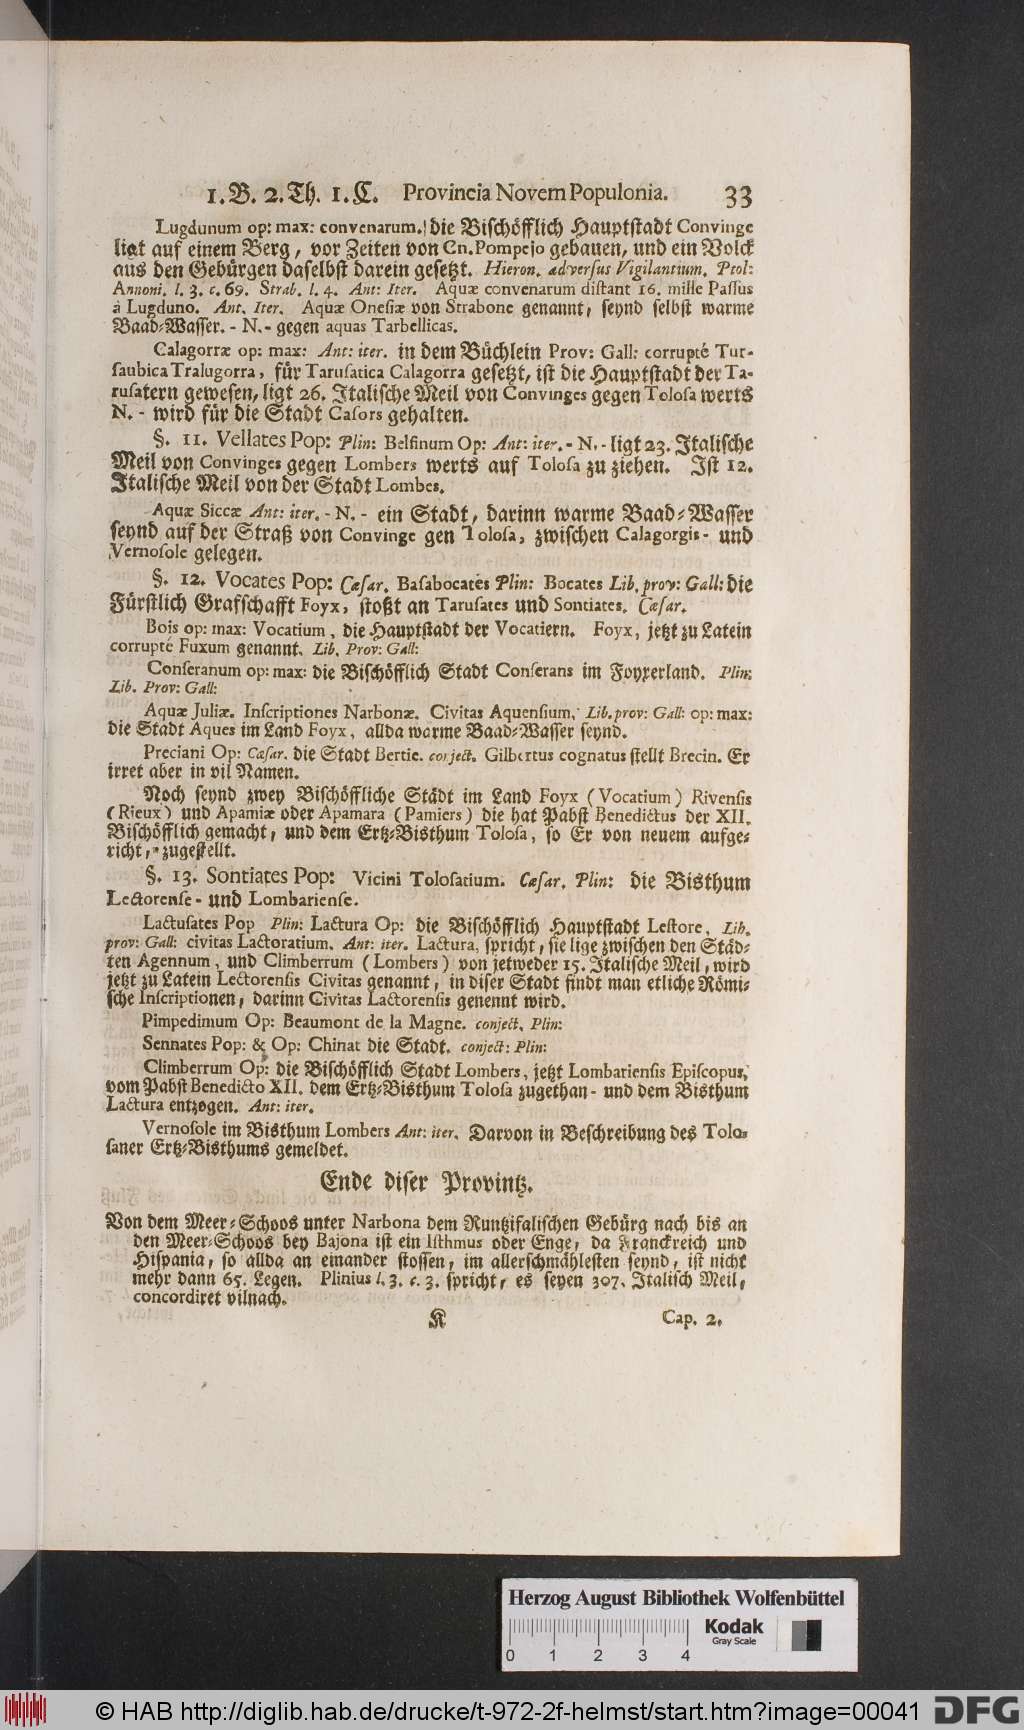 1. B. 2. Th. 1. C. Provincia Novem Populonia. 33
Lugdunum op: max: convenarum. die Bischöfflich Hauptstadt Convinge
ligt auf einem Berg, vor Zeiten von Cn. Pompejo gebauen, und ein Volck
aus den Gebürgen daselbst darein gesetzt. Hieron. adversus Vigilantium. Ptol:
Annoni. l. 3. c. 69. Strab. l. 4. Ant: Iter. Aquæ convenarum distant 16. mille Passus
à Lugduno. Ant. Iter. Aquæ Onesiæ von Strabone genannt, seynd selbst warme
Baad-Wasser. - N. - gegen aquas Tarbellicas.
Calagorræ op: max: Ant: iter. in dem Büchlein Prov: Gall: corrupté Tur-
saubica Tralugorra, für Tarusatica Calagorra gesetzt, ist die Hauptstadt der Ta-
rusatern gewesen, ligt 26. Italische Meil von Convinges gegen Tolosa werts
N. - wird für die Stadt Casors gehalten.
§. 11. Vellates Pop: Plin: Belsinum Op: Ant: iter. - N. - ligt 23. Italische
Meil von Convinges gegen Lombers werts auf Tolosa zu ziehen. Ist 12.
Italische Meil von der Stadt Lombes.
Aquæ Siccæ Ant: iter. - N. - ein Stadt, darinn warme Baad-Wasser
seynd auf der Straß von Convinge gen Tolosa, zwischen Calagorgis- und
Vernosole gelegen.
§. 12. Vocates Pop: Cæsar. Basabocates Plin: Bocates Lib. prov: Gall: die
Fürstlich Grafschafft Foyx, stoßt an Tarusates und Sontiates. Cæsar.
Bois op: max: Vocatium, die Hauptstadt der Vocatiern. Foyx, jetzt zu Latein
corrupté Fuxum genannt. Lib. Prov: Gall:
Conseranum op: max: die Bischöfflich Stadt Conserans im Foyxerland. Plin:
Lib. Prov: Gall:
Aquæ Juliæ. Inscriptiones Narbonæ. Civitas Aquensium, Lib. prov: Gall: op: max:
die Stadt Aques im Land Foyx, allda warme Baad-Wasser seynd.
Preciani Op: Cæsar. die Stadt Bertie. conject. Gilbertus cognatus stellt Brecin. Er
irret aber in vil Namen.
Noch seynd zwey Bischöffliche Städt im Land Foyx (Vocatium) Rivensis
(Rieux) und Apamiæ oder Apamara (Pamiers) die hat Pabst Benedictus der XII.
Bischöfflich gemacht, und dem Ertz-Bisthum Tolosa, so Er von neuem aufge-
richt, zugestellt.
§. 13. Sontiates Pop: Vicini Tolosatium. Cæsar. Plin: die Bisthum
Lectorense- und Lombariense.
Lactusates Pop Plin: Lactura Op: die Bischöfflich Hauptstadt Lestore, Lib.
prov: Gall: civitas Lactoratium. Ant: iter. Lactura, spricht, sie lige zwischen den Städ-
ten Agennum, und Climberrum (Lombers) von jetweder 15. Italische Meil, wird
jetzt zu Latein Lectorensis Civitas genannt, in diser Stadt findt man etliche Römi-
sche Inscriptionen, darinn Civitas Lactorensis genennt wird.
Pimpedimum Op: Beaumont de la Magne. conject. Plin:
Sennates Pop: & Op: Chinat die Stadt. conject: Plin:
Climberrum Op: die Bischöfflich Stadt Lombers, jetzt Lombariensis Episcopus,
vom Pabst Benedicto XII. dem Ertz-Bisthum Tolosa zugethan- und dem Bisthum
Lactura entzogen. Ant: iter.
Vernosole im Bisthum Lombers Ant: iter. Darvon in Beschreibung des Tolo-
saner Ertz-Bisthums gemeldet.
Ende diser Provintz.
Von dem Meer-Schoos unter Narbona dem Runtzifalischen Gebürg nach bis an
den Meer-Schoos bey Bajona ist ein Isthmus oder Enge, da Franckreich und
Hispania, so allda an einander stossen, im allerschmählesten seynd, ist nicht
mehr dann 65. Legen. Plinius l. 3. c. 3. spricht, es seyen 307. Italisch Meil,
concordiret vilnach.
K Cap. 2.
Herzog August Bibliothek Wolfenbüttel
Kodak
Gray Scale
0 1 2 3 4
© HAB http://diglib.hab.de/drucke/t-972-2f-helmst/start.htm?image=00041 DFG